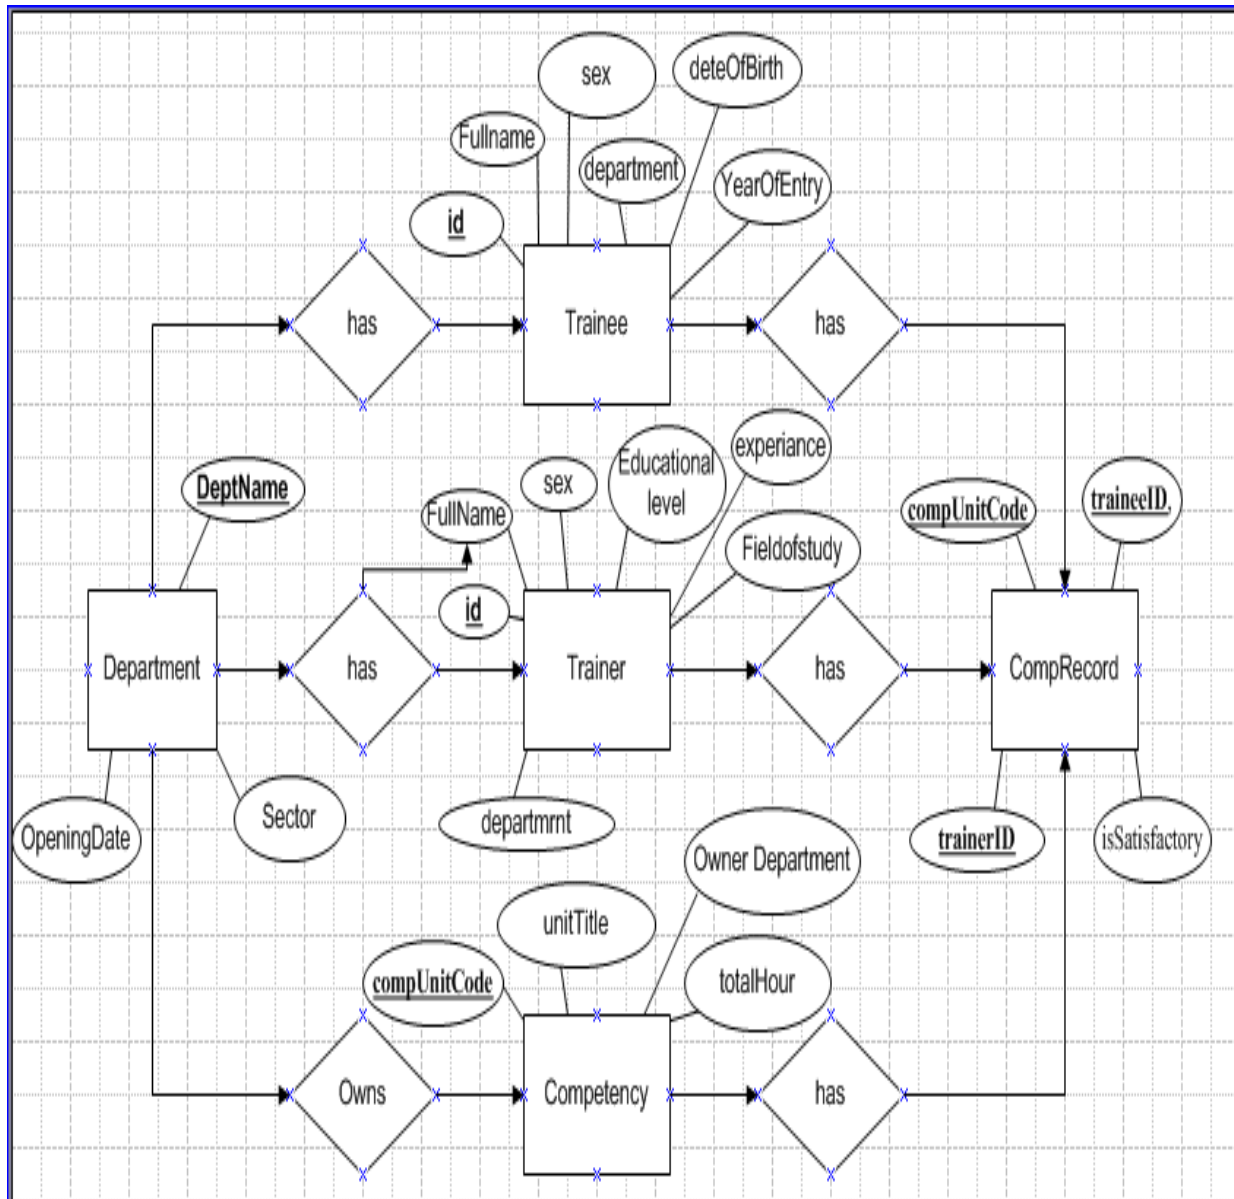 sex
deteOfBirth
Fullname
department
YearOfEntry
id
has
Trainee
has
experiance
Educational
level
sex
DeptName
FullName
compUnitCode
traineeID,
Fieldofstudy
id
Department
has
Trainer
has
CompRecord
OpeningDate
Sector
departmrnt
trainerID
isSatisfactory
Owner Department
unitTitle
compUnitCode
totalHour
Owns
Competency
has